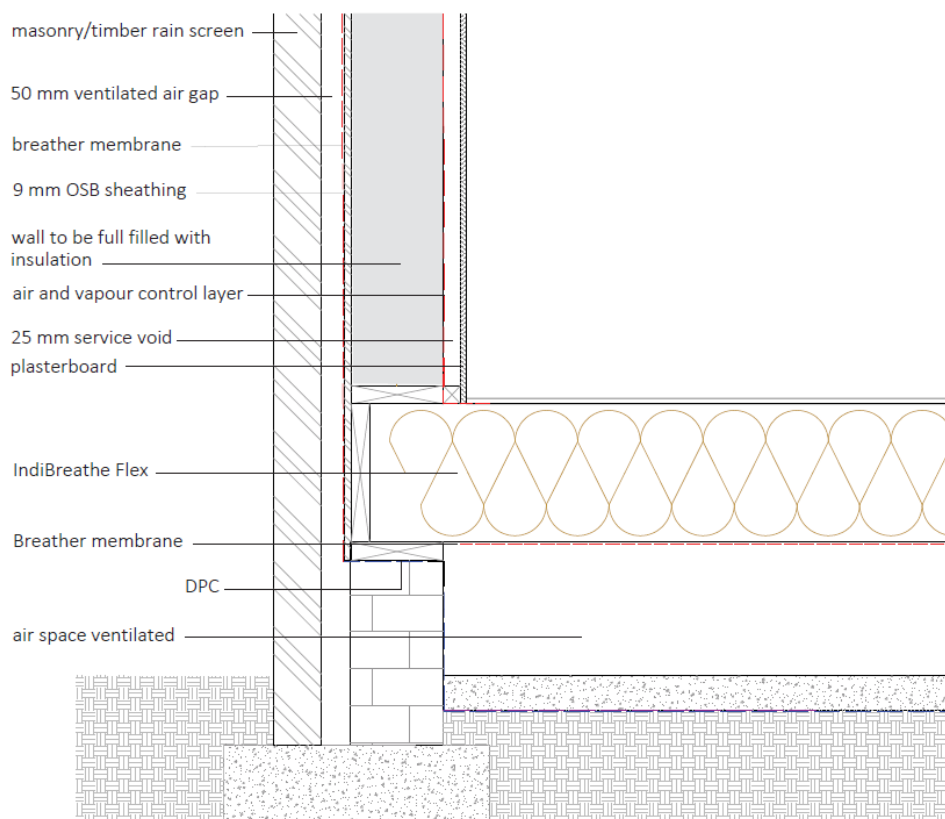 masonry/timber rain screen
50 mm ventilated air gap
breather membrane
9 mm OSB sheathing
wall to be full filled with
insulation
air and vapour control layer
25 mm service void
plasterboard
IndiBreathe Flex
Breather membrane
DPC
air space ventilated